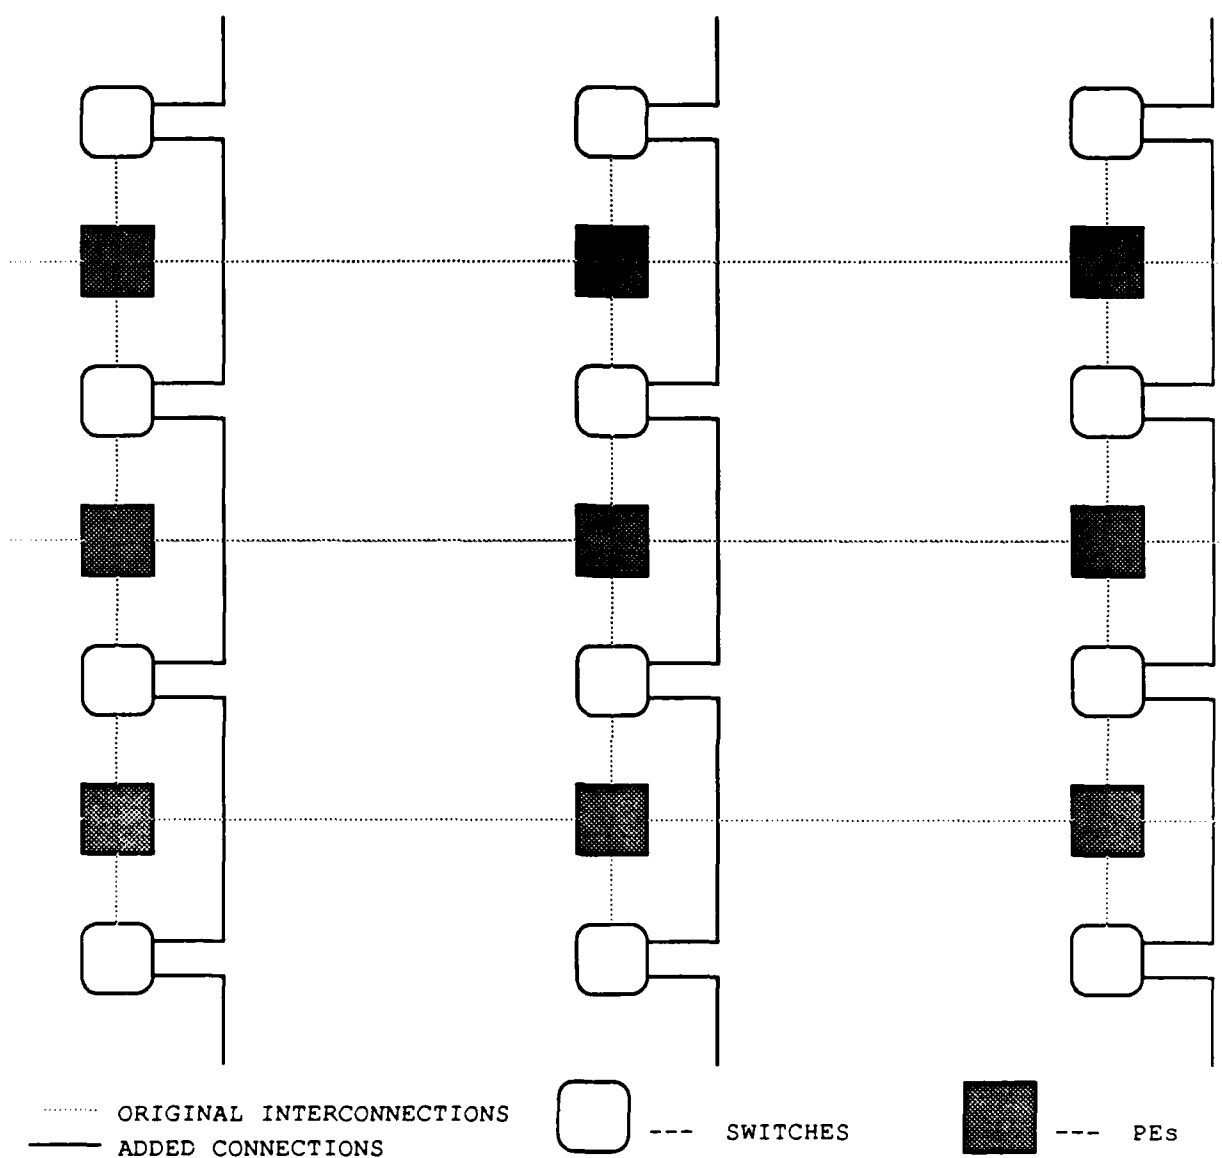 ORIGINAL INTERCONNECTIONS
ADDED CONNECTIONS
--- SWITCHES
--- PEs